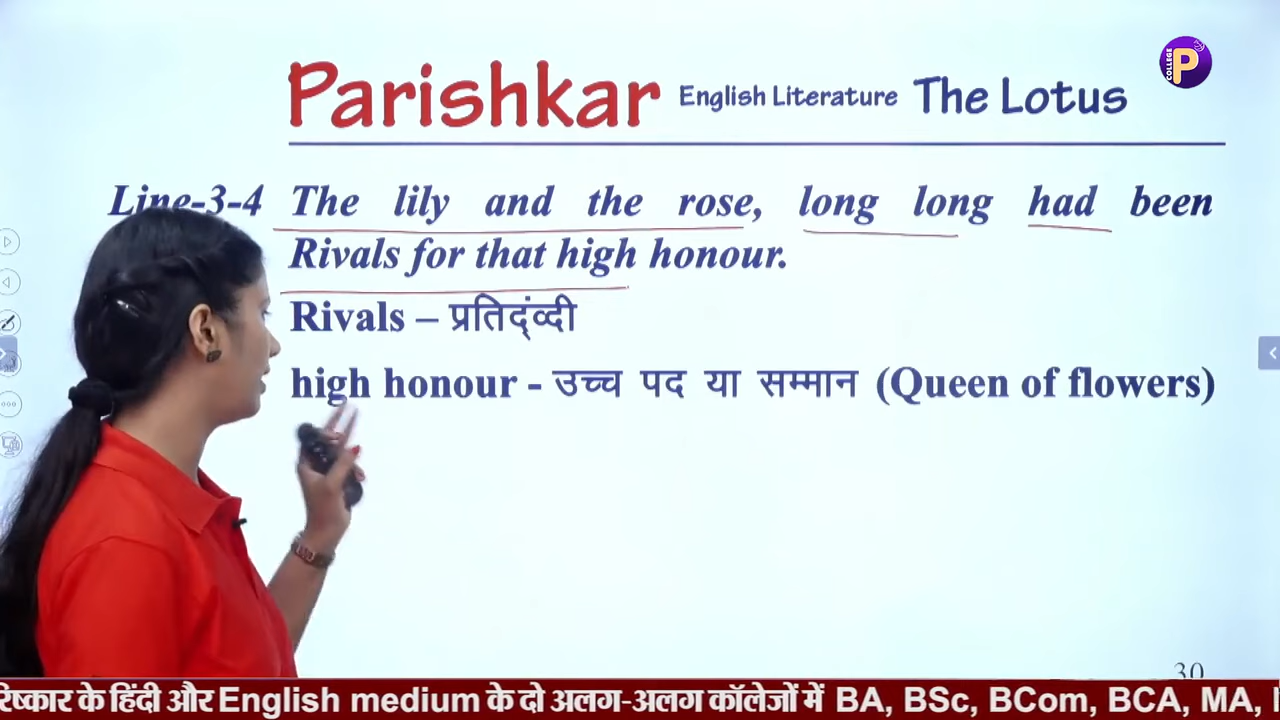 COLLEGE P
Parishkar English Literature The Lotus
Line-3-4 The lily and the rose, long long had been
Rivals for that high honour.
Rivals – प्रतिद्ंव्दी
high honour - उच्च पद या सम्मान (Queen of flowers)
30
रिष्कार के हिंदी और English medium के दो अलग-अलग कॉलेजों में BA, BSc, BCom, BCA, MA,